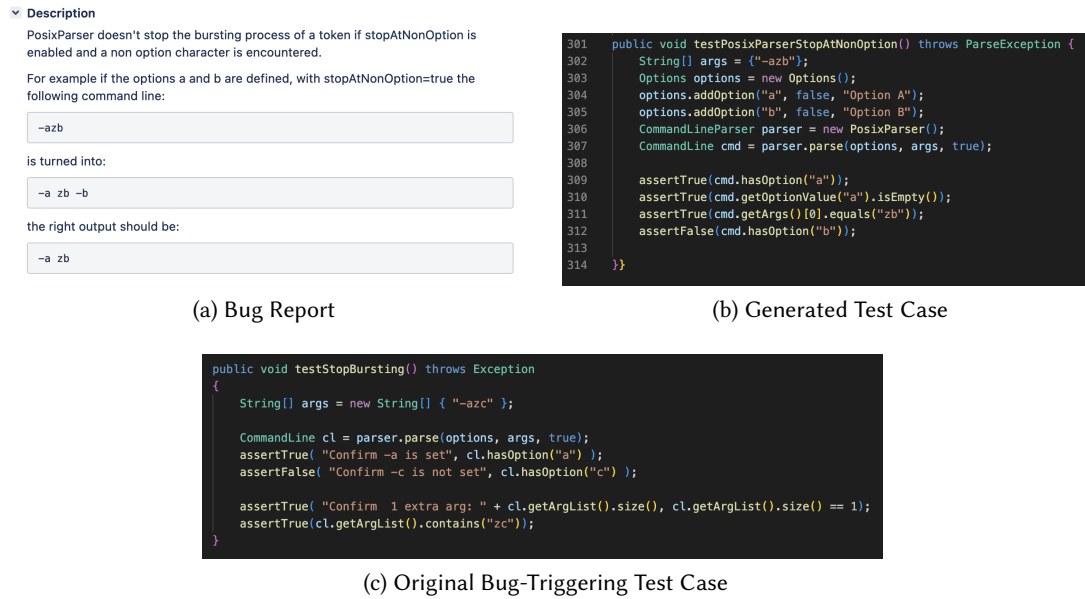 Description
PosixParser doesn't stop the bursting process of a token if stopAtNonOption is
enabled and a non option character is encountered.
For example if the options a and b are defined, with stopAtNonOption=true the
following command line:
-azb
is turned into:
-a zb -b
the right output should be:
-a zb
(a) Bug Report
301 public void testPosixParserStopAtNonOption() throws ParseException {
302 String[] args = {"-azb"};
303 Options options = new Options();
304 options.addOption("a", false, "Option A");
305 options.addOption("b", false, "Option B");
306 CommandLineParser parser = new PosixParser();
307 CommandLine cmd = parser.parse(options, args, true);
308
309 assertTrue(cmd.hasOption("a"));
310 assertTrue(cmd.getOptionValue("a").isEmpty());
311 assertTrue(cmd.getArgs()[0].equals("zb"));
312 assertFalse(cmd.hasOption("b"));
313
314 }}
(b) Generated Test Case
public void testStopBursting() throws Exception
{
String[] args = new String[] { "-azc" };
CommandLine cl = parser.parse(options, args, true);
assertTrue( "Confirm -a is set", cl.hasOption("a") );
assertFalse( "Confirm -c is not set", cl.hasOption("c") );
assertTrue( "Confirm  1 extra arg: " + cl.getArgList().size(), cl.getArgList().size() == 1);
assertTrue(cl.getArgList().contains("zc"));
}
(c) Original Bug-Triggering Test Case